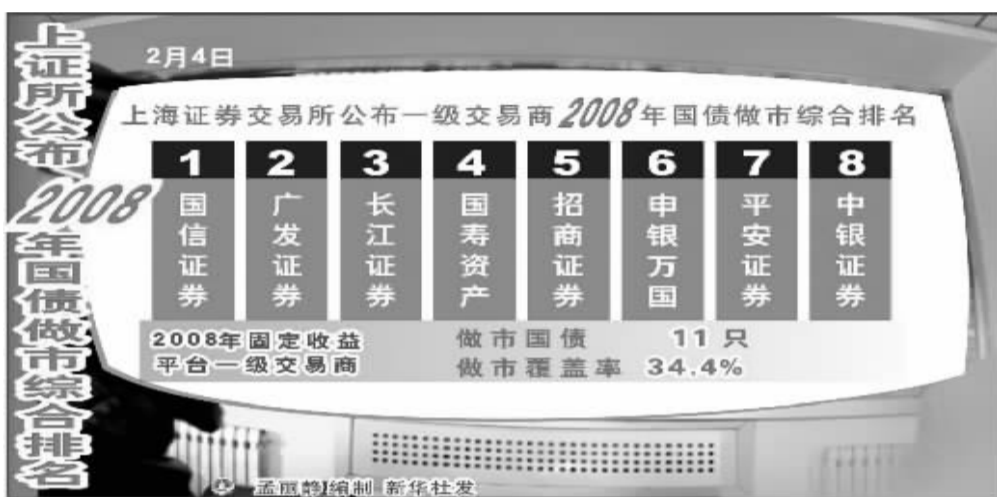 上证所公布2008年国债做市综合排名
2月4日
上海证券交易所公布一级交易商2008年国债做市综合排名
1 2 3 4 5 6 7 8
国信证券
广发证券
长江证券
国寿资产
招商证券
申银万国
平安证券
中银证券
2008年固定收益 做市国债 11只
平台一级交易商 做市覆盖率 34.4%
孟丽静编制 新华社发